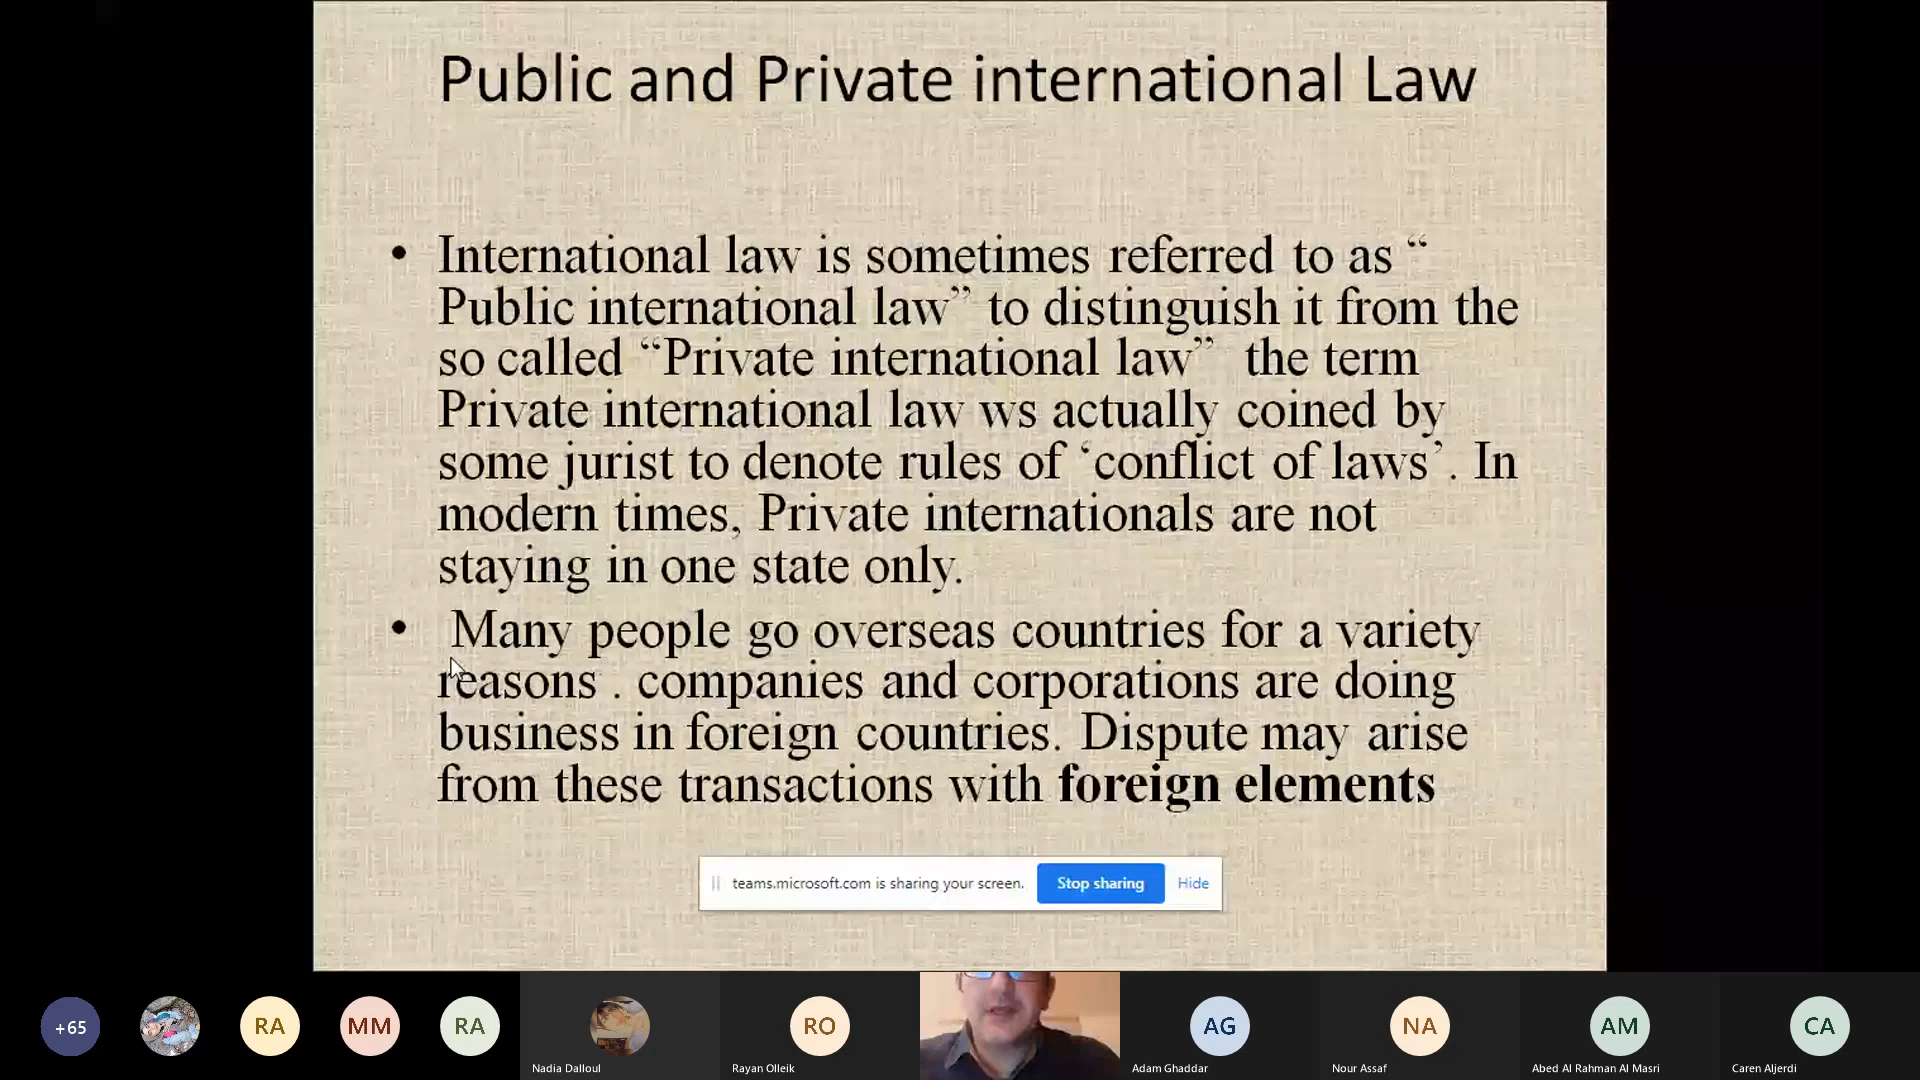 Public and Private international Law
• International law is sometimes referred to as “
Public international law” to distinguish it from the
so called “Private international law” the term
Private international law ws actually coined by
some jurist to denote rules of ‘conflict of laws’. In
modern times, Private internationals are not
staying in one state only.
• Many people go overseas countries for a variety
reasons . companies and corporations are doing
business in foreign countries. Dispute may arise
from these transactions with foreign elements
teams.microsoft.com is sharing your screen. Stop sharing Hide
+65 RA MM RA RO AG NA AM CA
Nadia Dalloul Rayan Olleik Adam Ghaddar Nour Assaf Abed Al Rahman Al Masri Caren Aljerdi